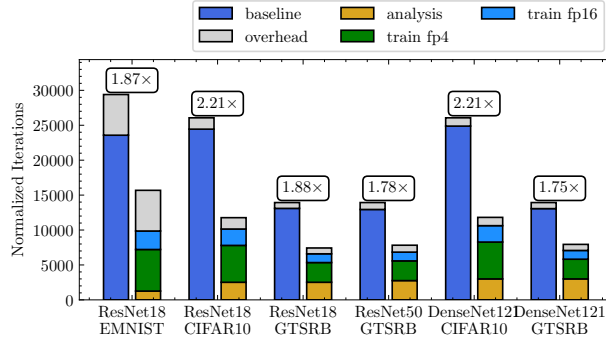 baseline analysis train fp16
overhead train fp4
Normalized Iterations
30000
25000
20000
15000
10000
5000
0
1.87×
2.21×
1.88×
1.78×
2.21×
1.75×
ResNet18 ResNet18 ResNet18 ResNet50 DenseNet121 DenseNet121
EMNIST CIFAR10 GTSRB GTSRB CIFAR10 GTSRB